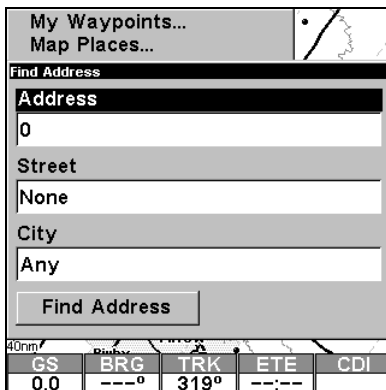 My Waypoints...
Map Places...
Find Address
Address
0
Street
None
City
Any
Find Address
40nm
GS BRG TRK ETE CDI
0.0 ---º 319º --:--